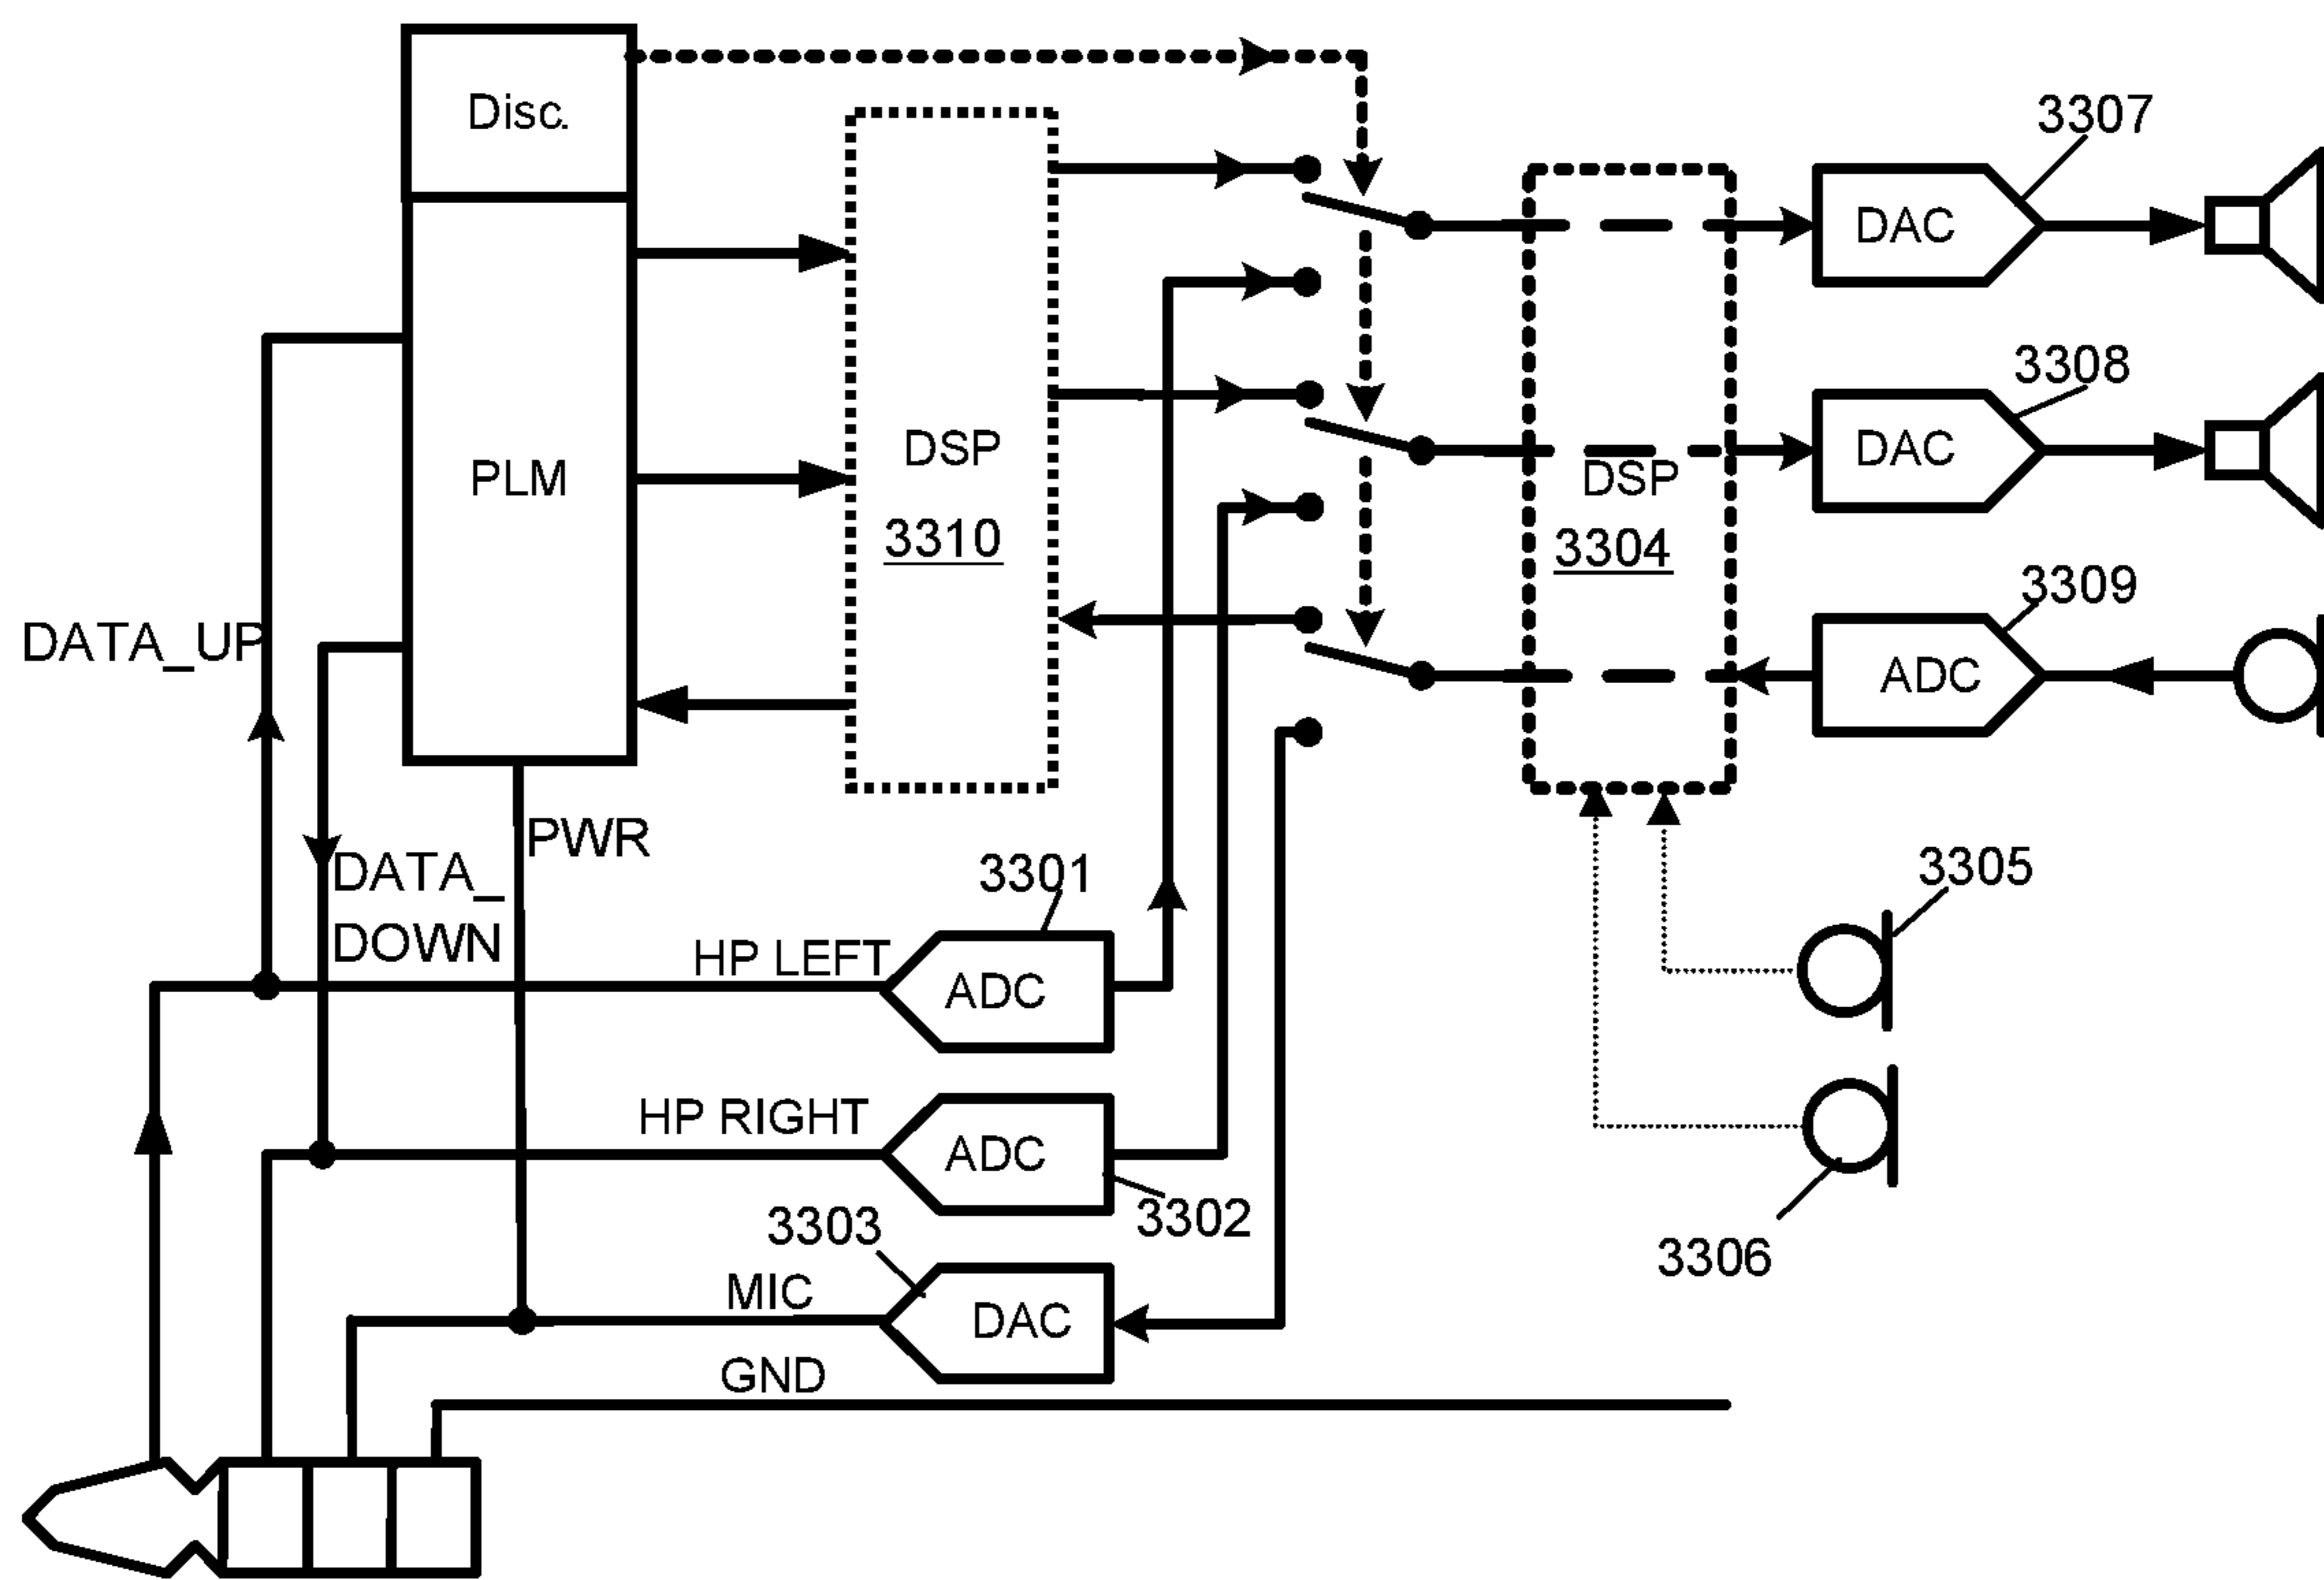 Disc.
3307
DAC
3308
DSP
3310
PLM
DAC
DSP
3304
3309
DATA_UP
ADC
PWR
DATA_
DOWN
3301
3305
HP LEFT
ADC
HP RIGHT
ADC
3302
3303
3306
MIC
DAC
GND